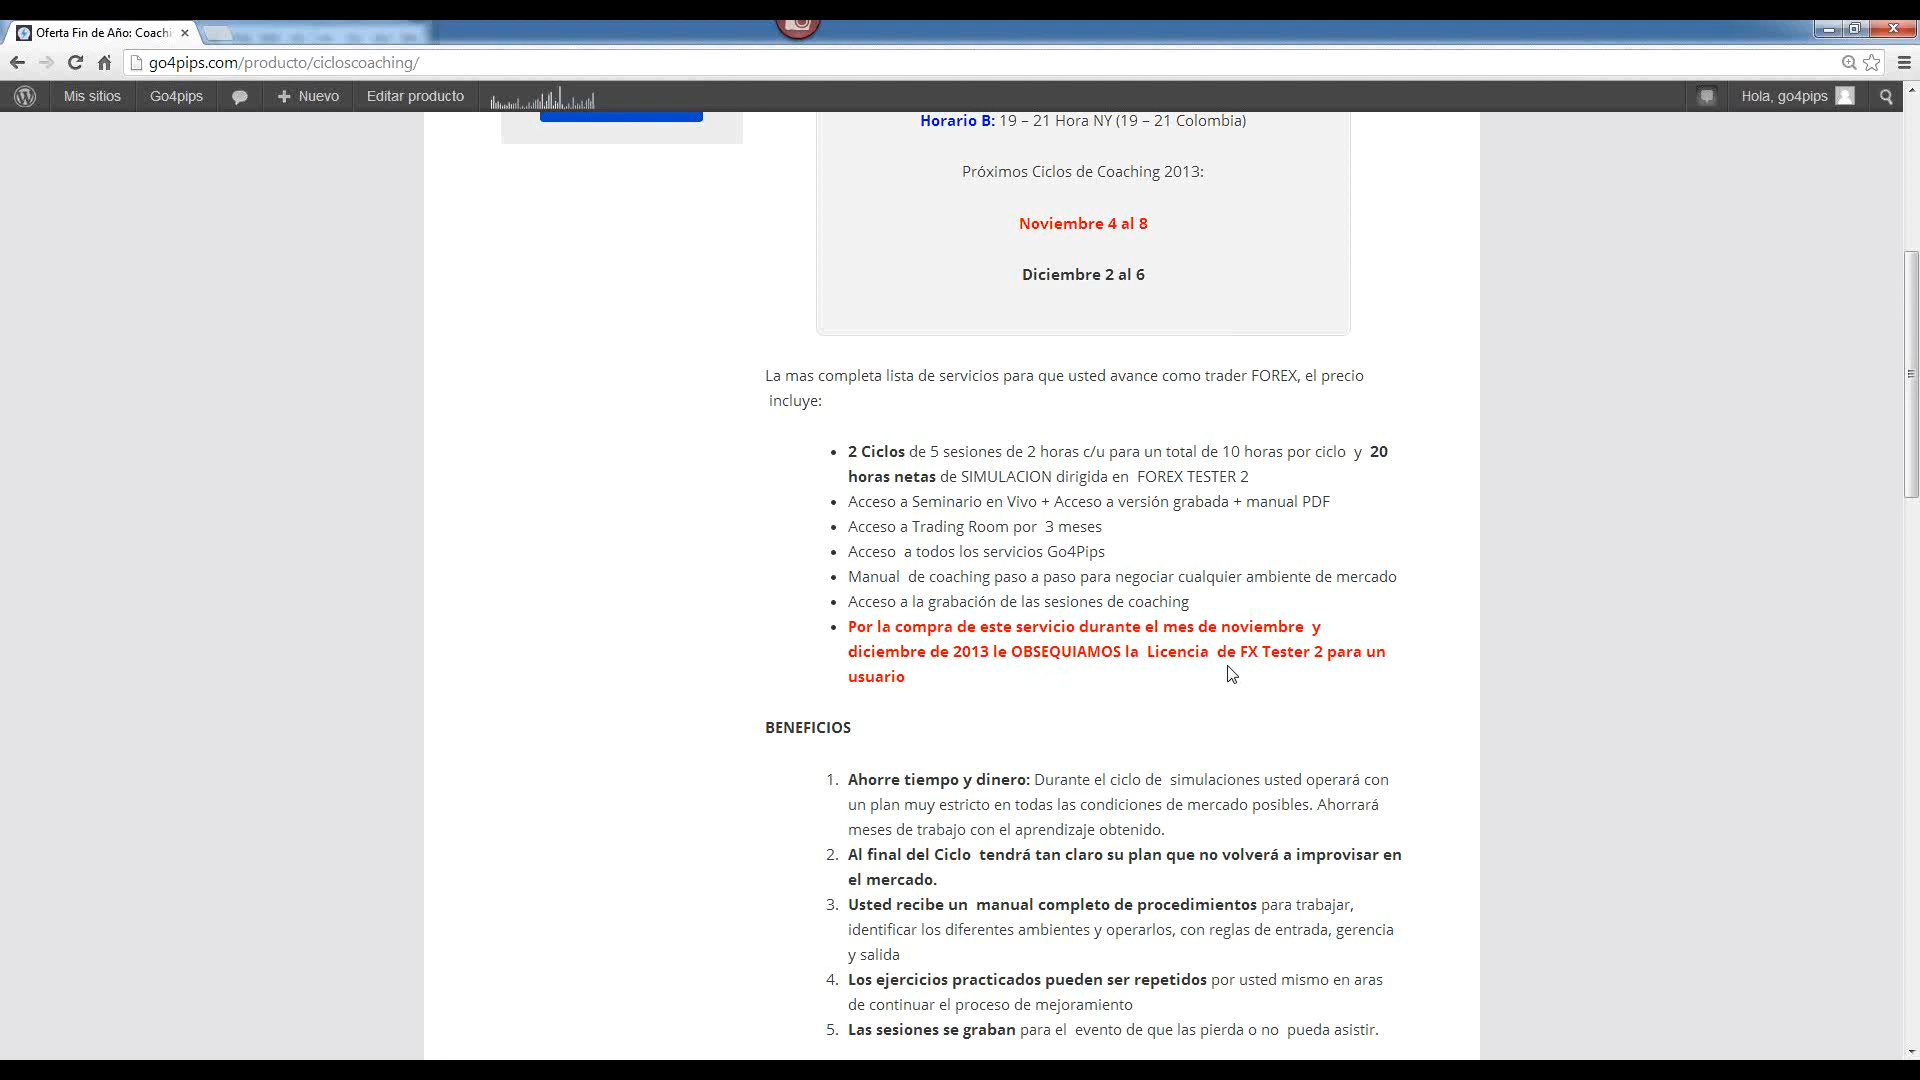 Oferta Fin de Año: Coachi
go4pips.com/producto/cicloscoaching/
Mis sitios Go4pips Nuevo Editar producto Hola, go4pips
Horario B: 19 – 21 Hora NY (19 – 21 Colombia)
Próximos Ciclos de Coaching 2013:
Noviembre 4 al 8
Diciembre 2 al 6
La mas completa lista de servicios para que usted avance como trader FOREX, el precio
incluye:
• 2 Ciclos de 5 sesiones de 2 horas c/u para un total de 10 horas por ciclo y 20
horas netas de SIMULACION dirigida en FOREX TESTER 2
• Acceso a Seminario en Vivo + Acceso a versión grabada + manual PDF
• Acceso a Trading Room por 3 meses
• Acceso a todos los servicios Go4Pips
• Manual de coaching paso a paso para negociar cualquier ambiente de mercado
• Acceso a la grabación de las sesiones de coaching
• Por la compra de este servicio durante el mes de noviembre y
diciembre de 2013 le OBSEQUIAMOS la Licencia de FX Tester 2 para un
usuario
BENEFICIOS
1. Ahorre tiempo y dinero: Durante el ciclo de simulaciones usted operará con
un plan muy estricto en todas las condiciones de mercado posibles. Ahorrará
meses de trabajo con el aprendizaje obtenido.
2. Al final del Ciclo tendrá tan claro su plan que no volverá a improvisar en
el mercado.
3. Usted recibe un manual completo de procedimientos para trabajar,
identificar los diferentes ambientes y operarlos, con reglas de entrada, gerencia
y salida
4. Los ejercicios practicados pueden ser repetidos por usted mismo en aras
de continuar el proceso de mejoramiento
5. Las sesiones se graban para el evento de que las pierda o no pueda asistir.